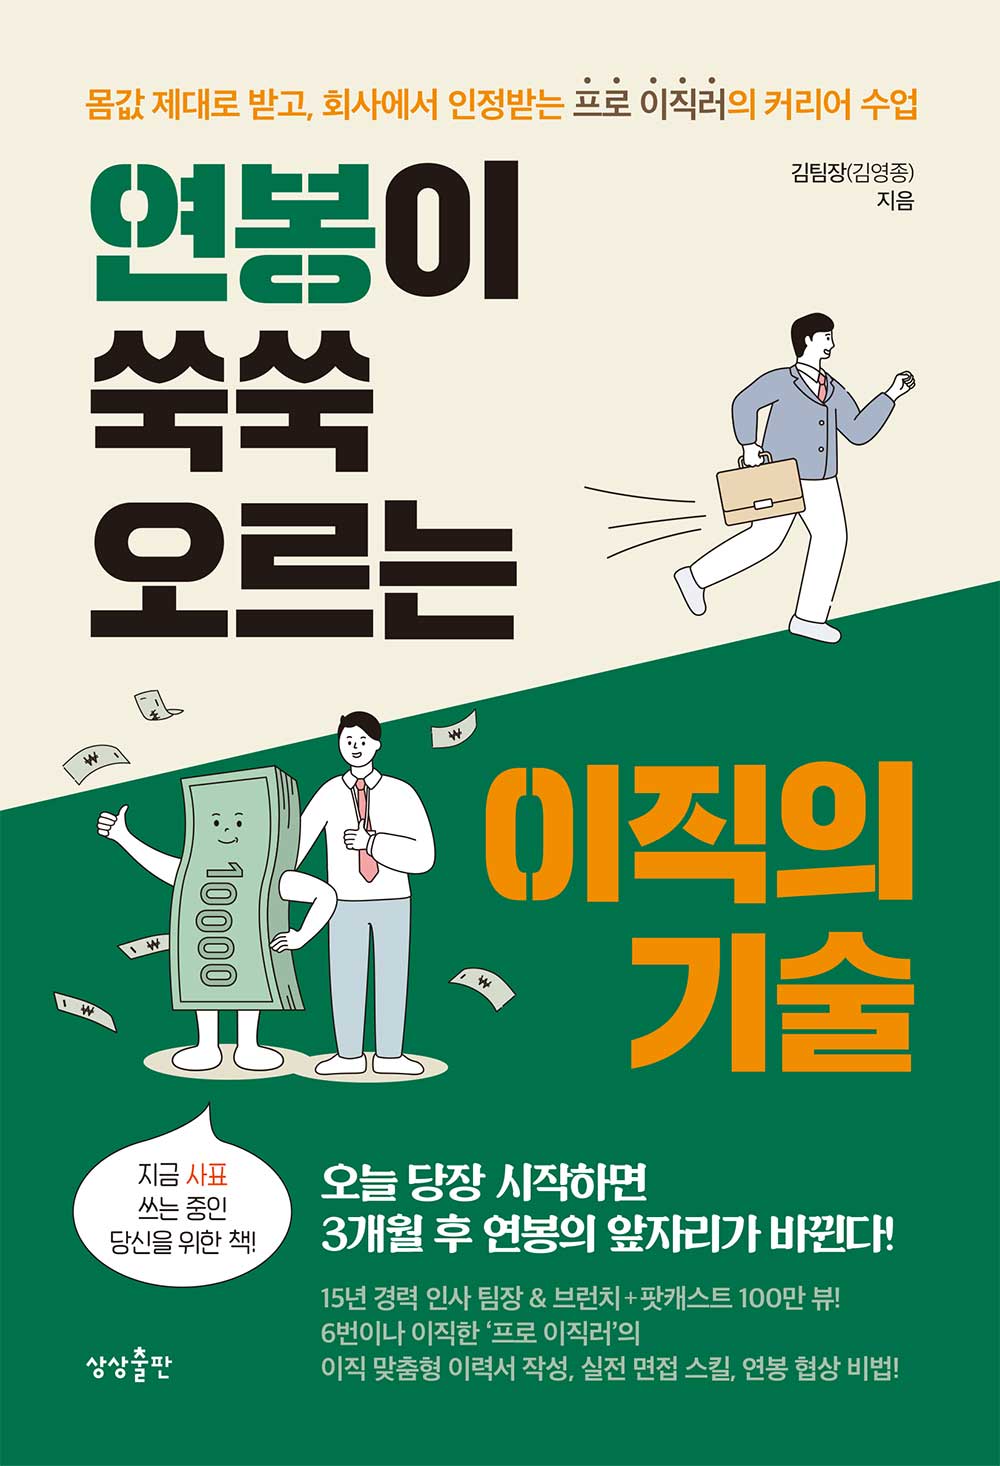 몸값 제대로 받고, 회사에서 인정받는 프로 이직러의 커리어 수업
김팀장(김영종)
지음
연봉이
쑥쑥
오르는
이직의
기술
₩
₩
₩
10000
₩
₩
₩
지금 사표
쓰는 중인
당신을 위한 책!
오늘 당장 시작하면
3개월 후 연봉의 앞자리가 바뀐다!
15년 경력 인사 팀장 & 브런치+팟캐스트 100만 뷰!
6번이나 이직한 ‘프로 이직러’의
이직 맞춤형 이력서 작성, 실전 면접 스킬, 연봉 협상 비법!
상상출판